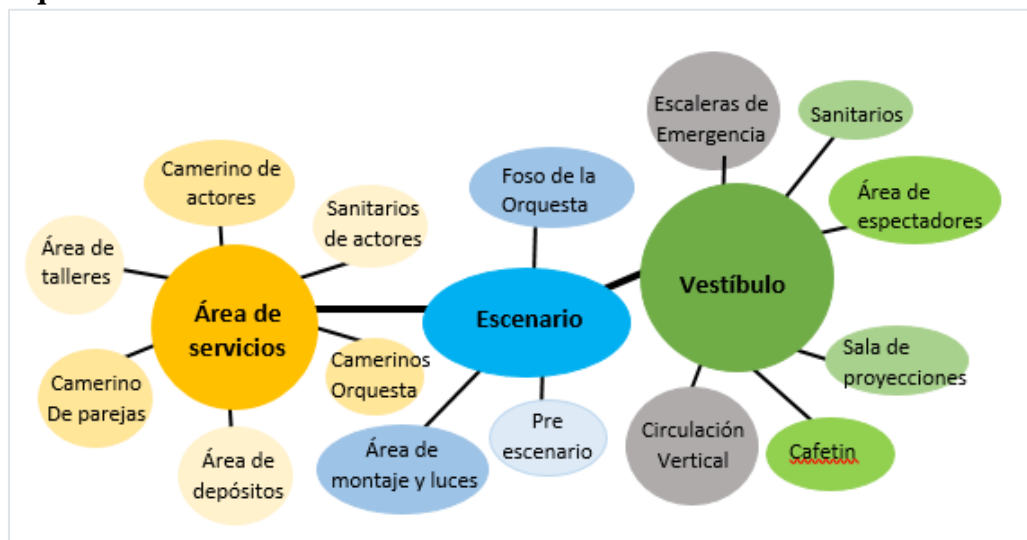 Escaleras de
Emergencia
Sanitarios
Camerino de
actores
Foso de la
Orquesta
Área de
espectadores
Sanitarios
de actores
Área de
talleres
Vestíbulo
Área de
servicios
Escenario
Camerino
De parejas
Camerinos
Orquesta
Sala de
proyecciones
Pre
escenario
Circulación
Vertical
Área de
montaje y luces
Cafetin
Área de
depósitos